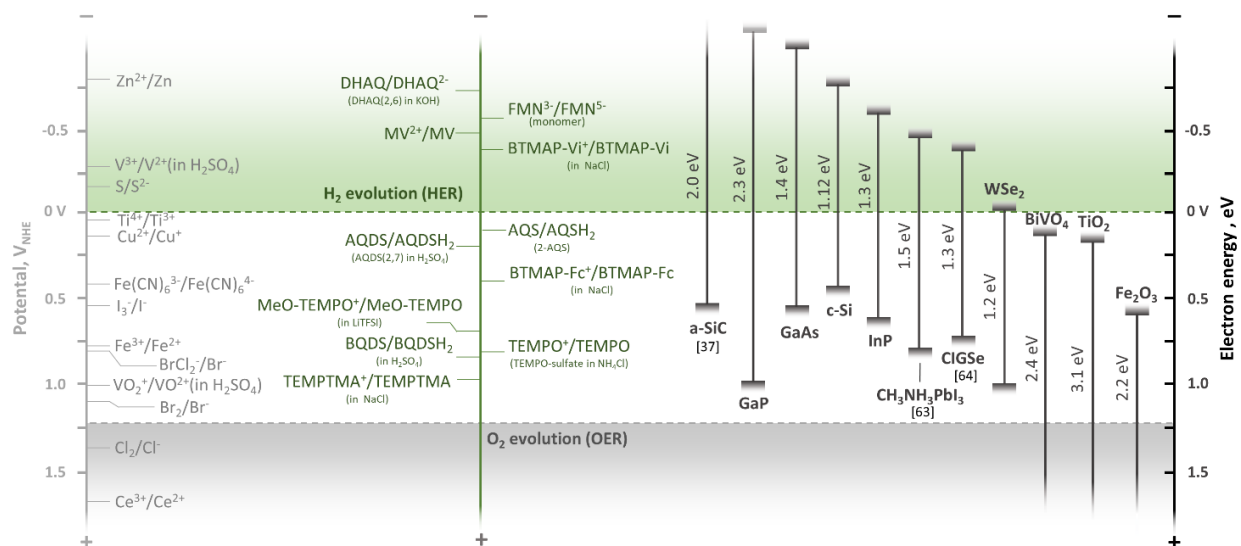 −
+
−
Potential, V_NHE
-0.5
0 V
0.5
1.0
1.5
+
Zn²⁺/Zn
V³⁺/V²⁺(in H₂SO₄)
S/S²⁻
Ti⁴⁺/Ti³⁺
Cu²⁺/Cu⁺
Fe(CN)₆³⁻/Fe(CN)₆⁴⁻
I₃⁻/I⁻
Fe³⁺/Fe²⁺
BrCl₂⁻/Br⁻
VO₂⁺/VO²⁺(in H₂SO₄)
Br₂/Br⁻
Cl₂/Cl⁻
Ce³⁺/Ce²⁺
DHAQ/DHAQ²⁻
(DHAQ(2,6) in KOH)
MV²⁺/MV
H₂ evolution (HER)
AQDS/AQDSH₂
(AQDS(2,7) in H₂SO₄)
MeO-TEMPO⁺/MeO-TEMPO
(in LiTFSI)
BQDS/BQDSH₂
(in H₂SO₄)
TEMPTMA⁺/TEMPTMA
(in NaCl)
FMN³⁻/FMN⁵⁻
(monomer)
BTMAP-Vi⁺/BTMAP-Vi
(in NaCl)
AQS/AQSH₂
(2-AQS)
BTMAP-Fc⁺/BTMAP-Fc
(in NaCl)
TEMPO⁺/TEMPO
(TEMPO-sulfate in NH₄Cl)
O₂ evolution (OER)
+
2.0 eV
a-SiC
[37]
2.3 eV
GaP
1.4 eV
GaAs
1.12 eV
c-Si
1.3 eV
InP
1.5 eV
CH₃NH₃PbI₃
[63]
1.3 eV
CIGSe
[64]
WSe₂
1.2 eV
BiVO₄
2.4 eV
TiO₂
3.1 eV
Fe₂O₃
2.2 eV
−
-0.5
0 V
0.5
1.0
1.5
+
Electron energy, eV